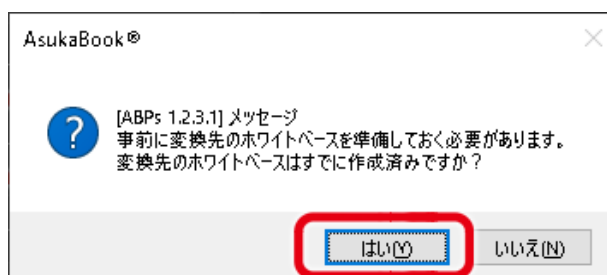 AsukaBook®
[ABPs 1.2.3.1] メッセージ
事前に変換先のホワイトベースを準備しておく必要があります。
変換先のホワイトベースはすでに作成済みですか？
はい(Y)
いいえ(N)